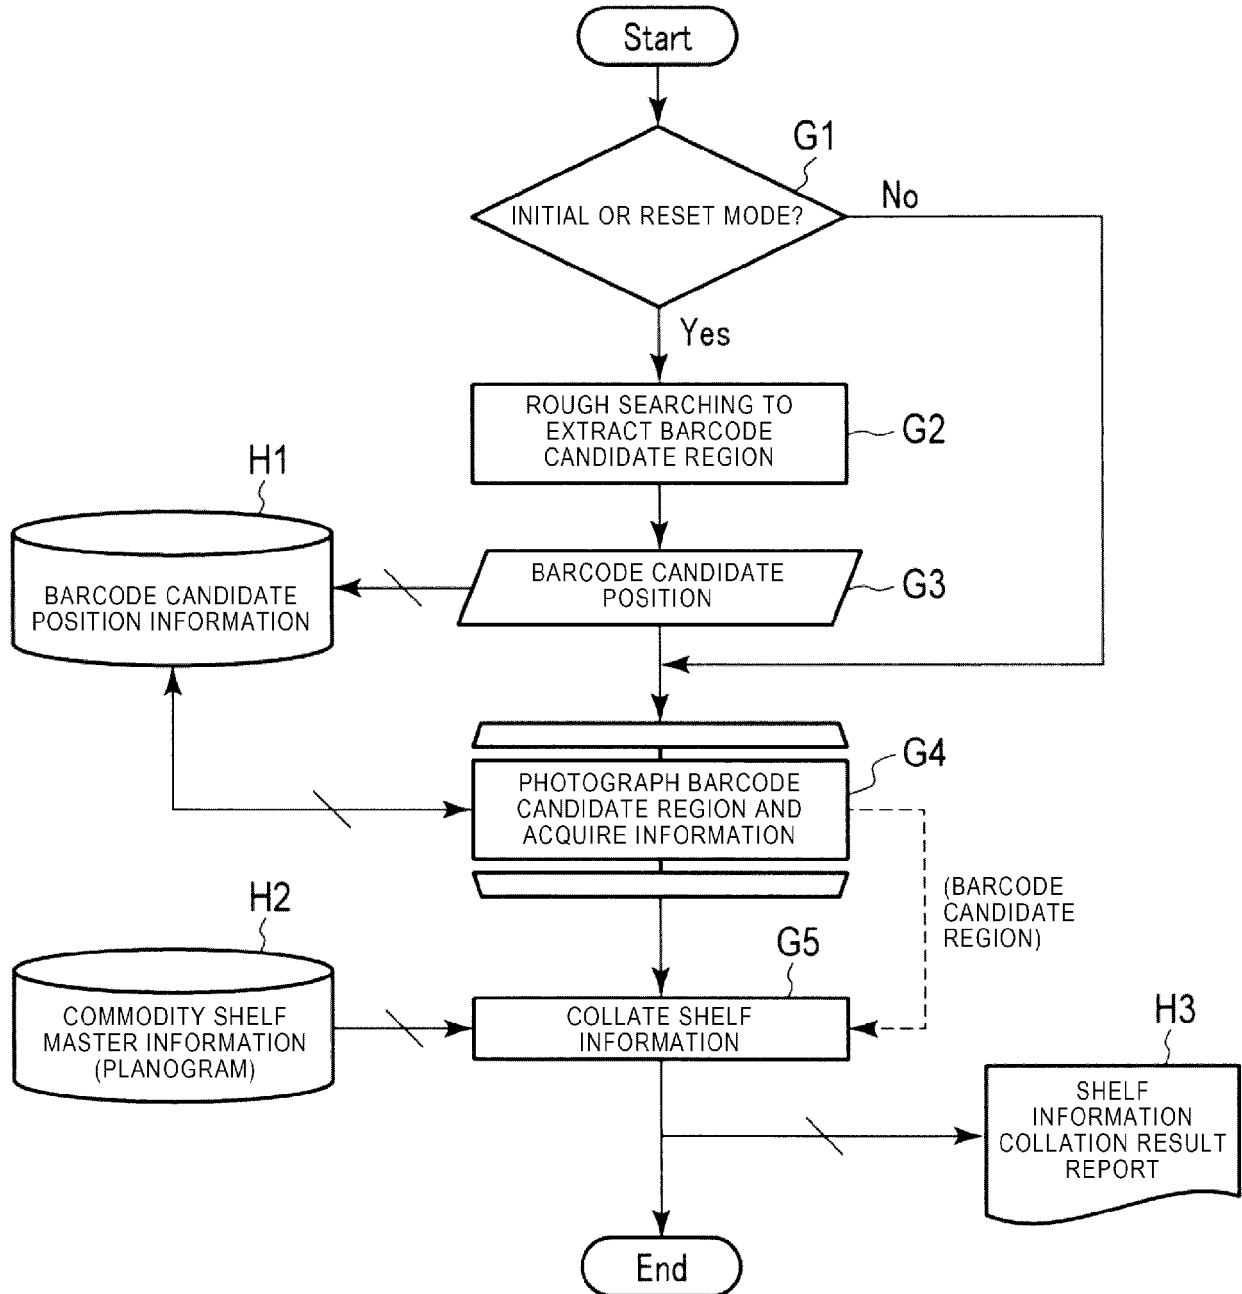 Start
G1
INITIAL OR RESET MODE?
No
Yes
ROUGH SEARCHING TO
EXTRACT BARCODE
CANDIDATE REGION
G2
H1
BARCODE CANDIDATE
POSITION INFORMATION
BARCODE CANDIDATE
POSITION
G3
G4
PHOTOGRAPH BARCODE
CANDIDATE REGION AND
ACQUIRE INFORMATION
(BARCODE
CANDIDATE
REGION)
H2
COMMODITY SHELF
MASTER INFORMATION
(PLANOGRAM)
G5
COLLATE SHELF
INFORMATION
H3
SHELF
INFORMATION
COLLATION RESULT
REPORT
End